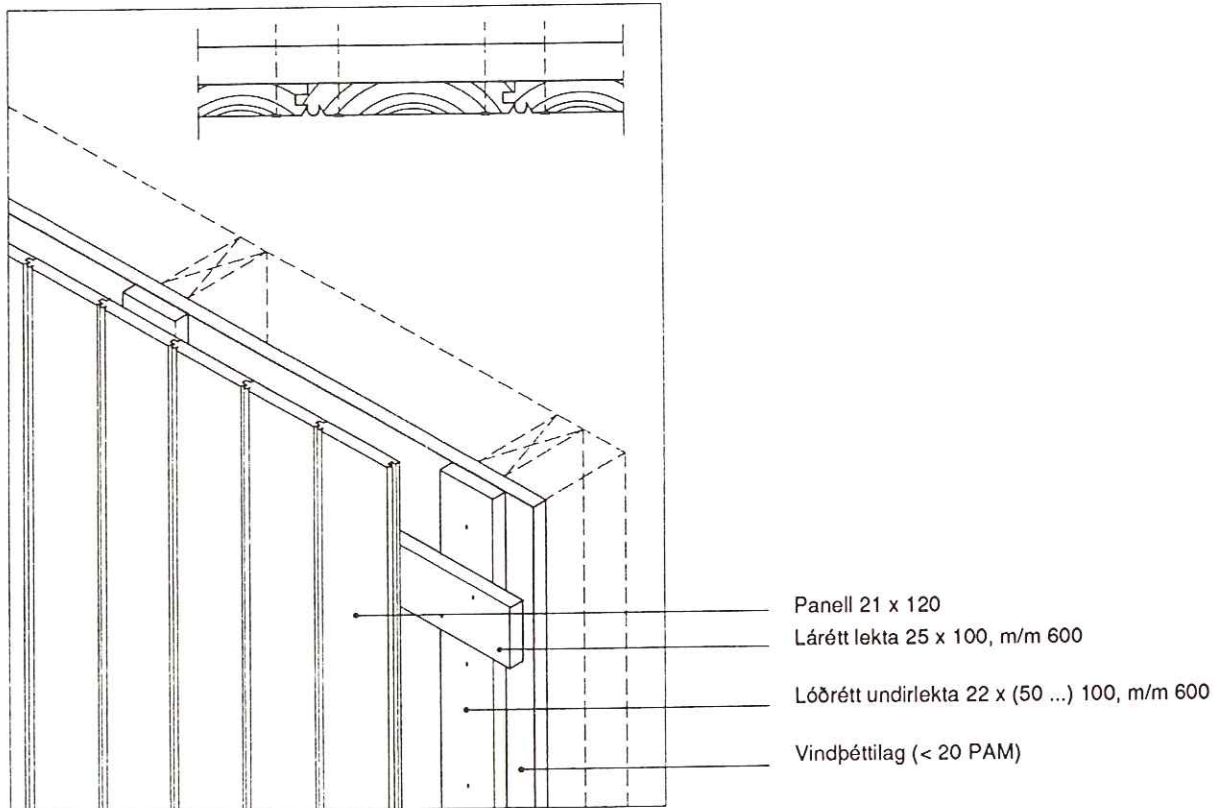 Panell 21 x 120
Lárétt lekta 25 x 100, m/m 600
Lóðrétt undirlekta 22 x (50 ...) 100, m/m 600
Vindþéttilag (< 20 PAM)